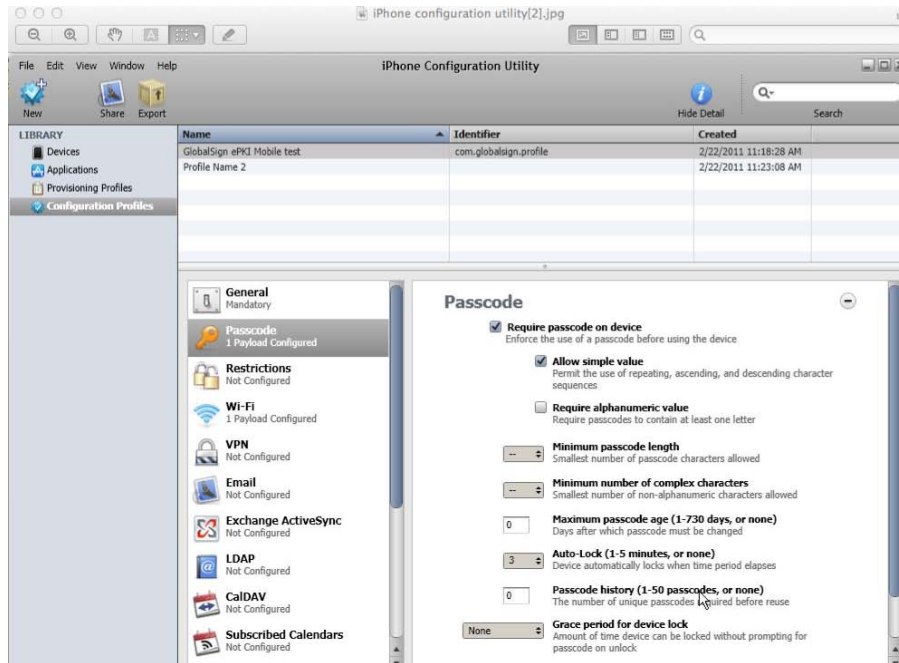 iPhone configuration utility[2].jpg
File Edit View Window Help
iPhone Configuration Utility
New
Share
Export
Hide Detail
Search
LIBRARY
Devices
Applications
Provisioning Profiles
Configuration Profiles
Name Identifier Created
GlobalSign ePKI Mobile test com.globalsign.profile 2/22/2011 11:18:28 AM
Profile Name 2 2/22/2011 11:23:08 AM
General
Mandatory
Passcode
1 Payload Configured
Restrictions
Not Configured
Wi-Fi
1 Payload Configured
VPN
Not Configured
Email
Not Configured
Exchange ActiveSync
Not Configured
LDAP
Not Configured
CalDAV
Not Configured
Subscribed Calendars
Not Configured
Passcode
Require passcode on device
Enforce the use of a passcode before using the device
Allow simple value
Permit the use of repeating, ascending, and descending character
sequences
Require alphanumeric value
Require passcodes to contain at least one letter
-- Minimum passcode length
Smallest number of passcode characters allowed
-- Minimum number of complex characters
Smallest number of non-alphanumeric characters allowed
0 Maximum passcode age (1-730 days, or none)
Days after which passcode must be changed
3 Auto-Lock (1-5 minutes, or none)
Device automatically locks when time period elapses
0 Passcode history (1-50 passcodes, or none)
The number of unique passcodes required before reuse
None Grace period for device lock
Amount of time device can be locked without prompting for
passcode on unlock